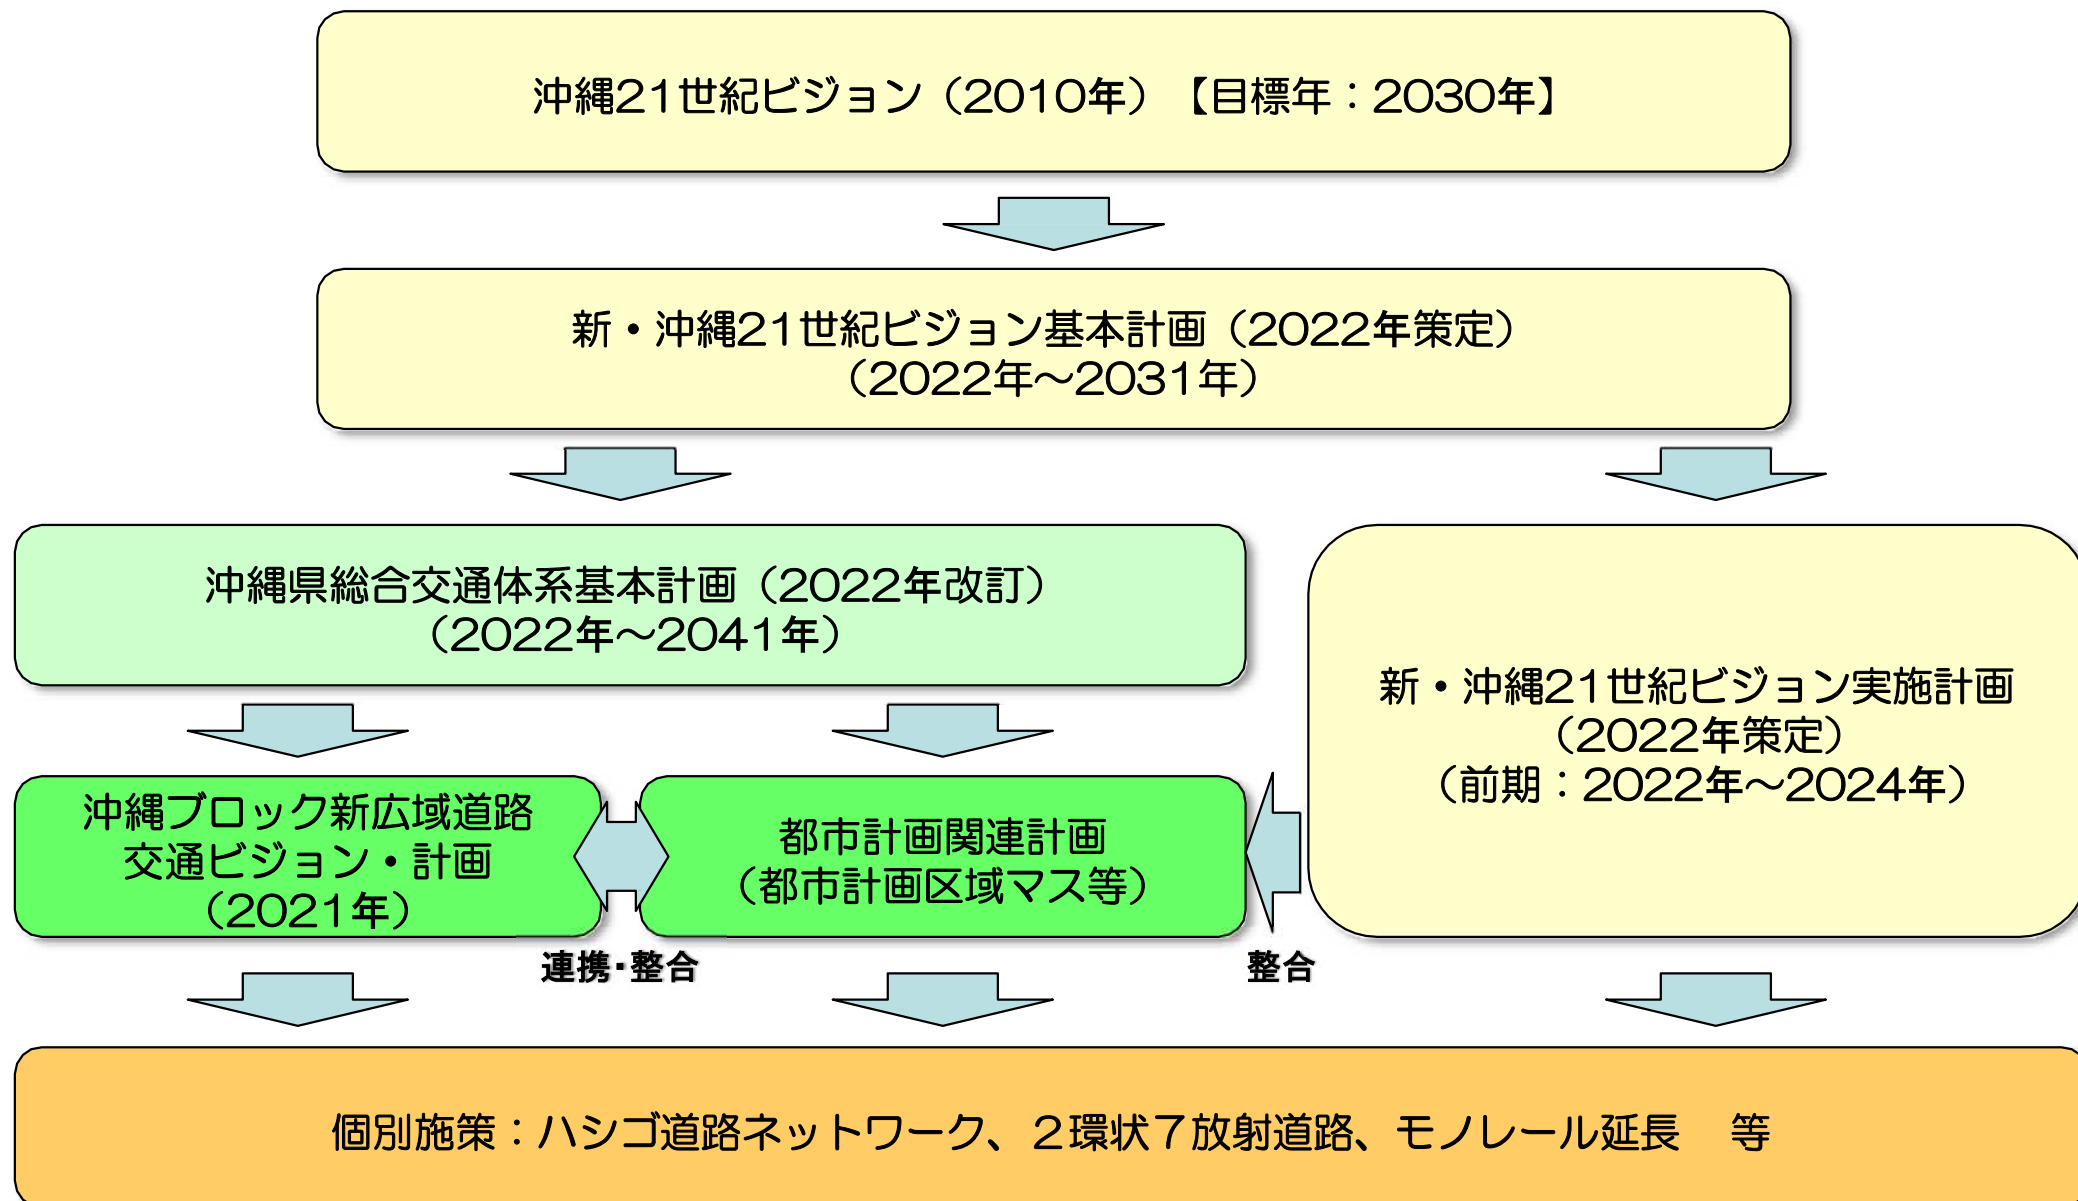 沖縄21世紀ビジョン（2010年）【目標年：2030年】
新・沖縄21世紀ビジョン基本計画（2022年策定）
（2022年～2031年）
沖縄県総合交通体系基本計画（2022年改訂）
（2022年～2041年）
新・沖縄21世紀ビジョン実施計画
（2022年策定）
（前期：2022年～2024年）
沖縄ブロック新広域道路
交通ビジョン・計画
（2021年）
都市計画関連計画
（都市計画区域マス等）
連携・整合
整合
個別施策：ハシゴ道路ネットワーク、２環状７放射道路、モノレール延長　等